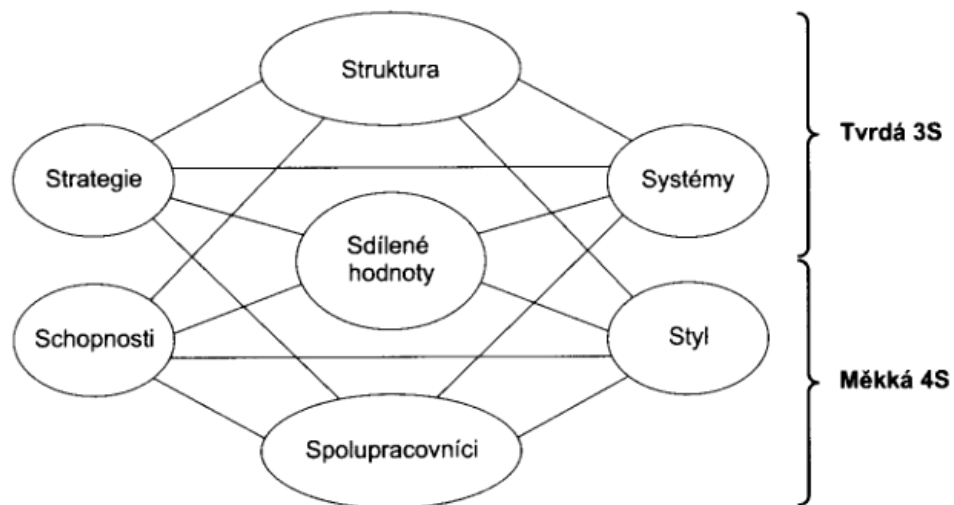 Struktura
Tvrdá 3S
Strategie
Systémy
Sdílené
hodnoty
Schopnosti
Styl
Měkká 4S
Spolupracovníci